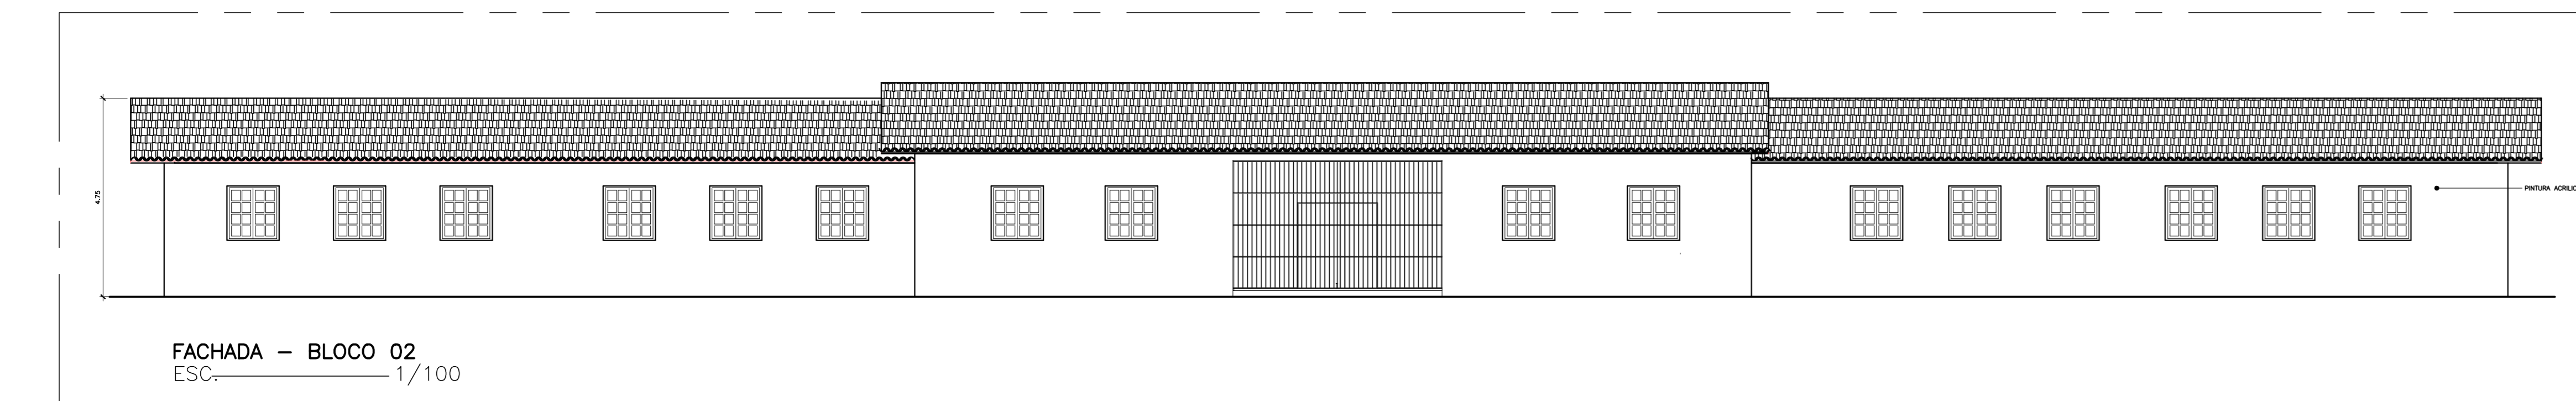 4.75
PINTURA ACRILIC
FACHADA - BLOCO 02
ESC. 1/100